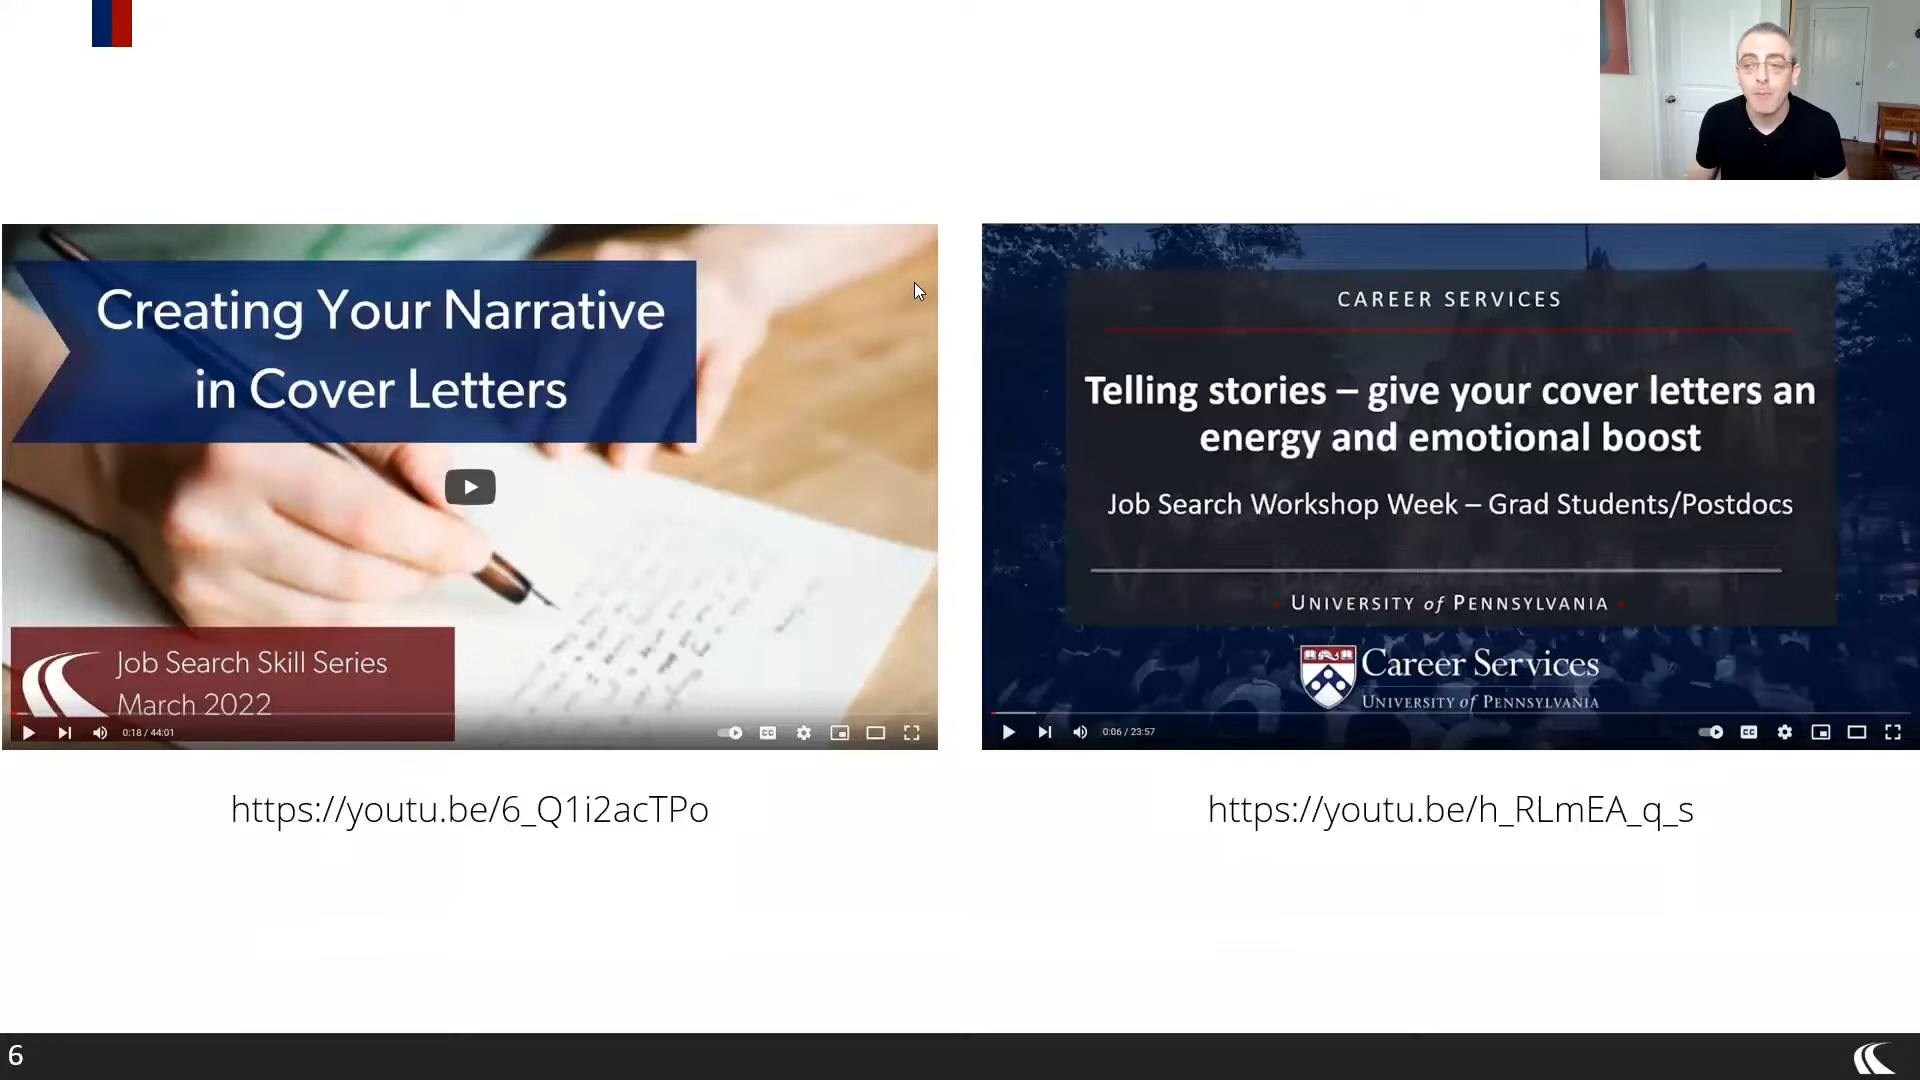 Creating Your Narrative
in Cover Letters
Job Search Skill Series
March 2022
0:18 / 44:01
CC
https://youtu.be/6_Q1i2acTPo
CAREER SERVICES
Telling stories – give your cover letters an
energy and emotional boost
Job Search Workshop Week – Grad Students/Postdocs
UNIVERSITY of PENNSYLVANIA
Career Services
UNIVERSITY of PENNSYLVANIA
0:06 / 23:57
CC
https://youtu.be/h_RLmEA_q_s
6